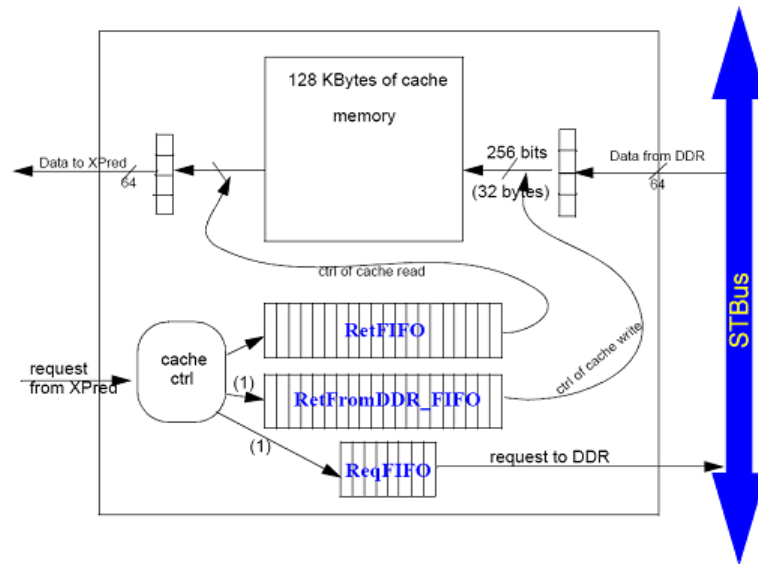 128 KBytes of cache
memory
Data to XPred
64
256 bits
(32 bytes)
Data from DDR
64
ctrl of cache read
RetFIFO
cache
ctrl
request
from XPred
(1)
RetFromDDR_FIFO
ctrl of cache write
(1)
ReqFIFO
request to DDR
STBus